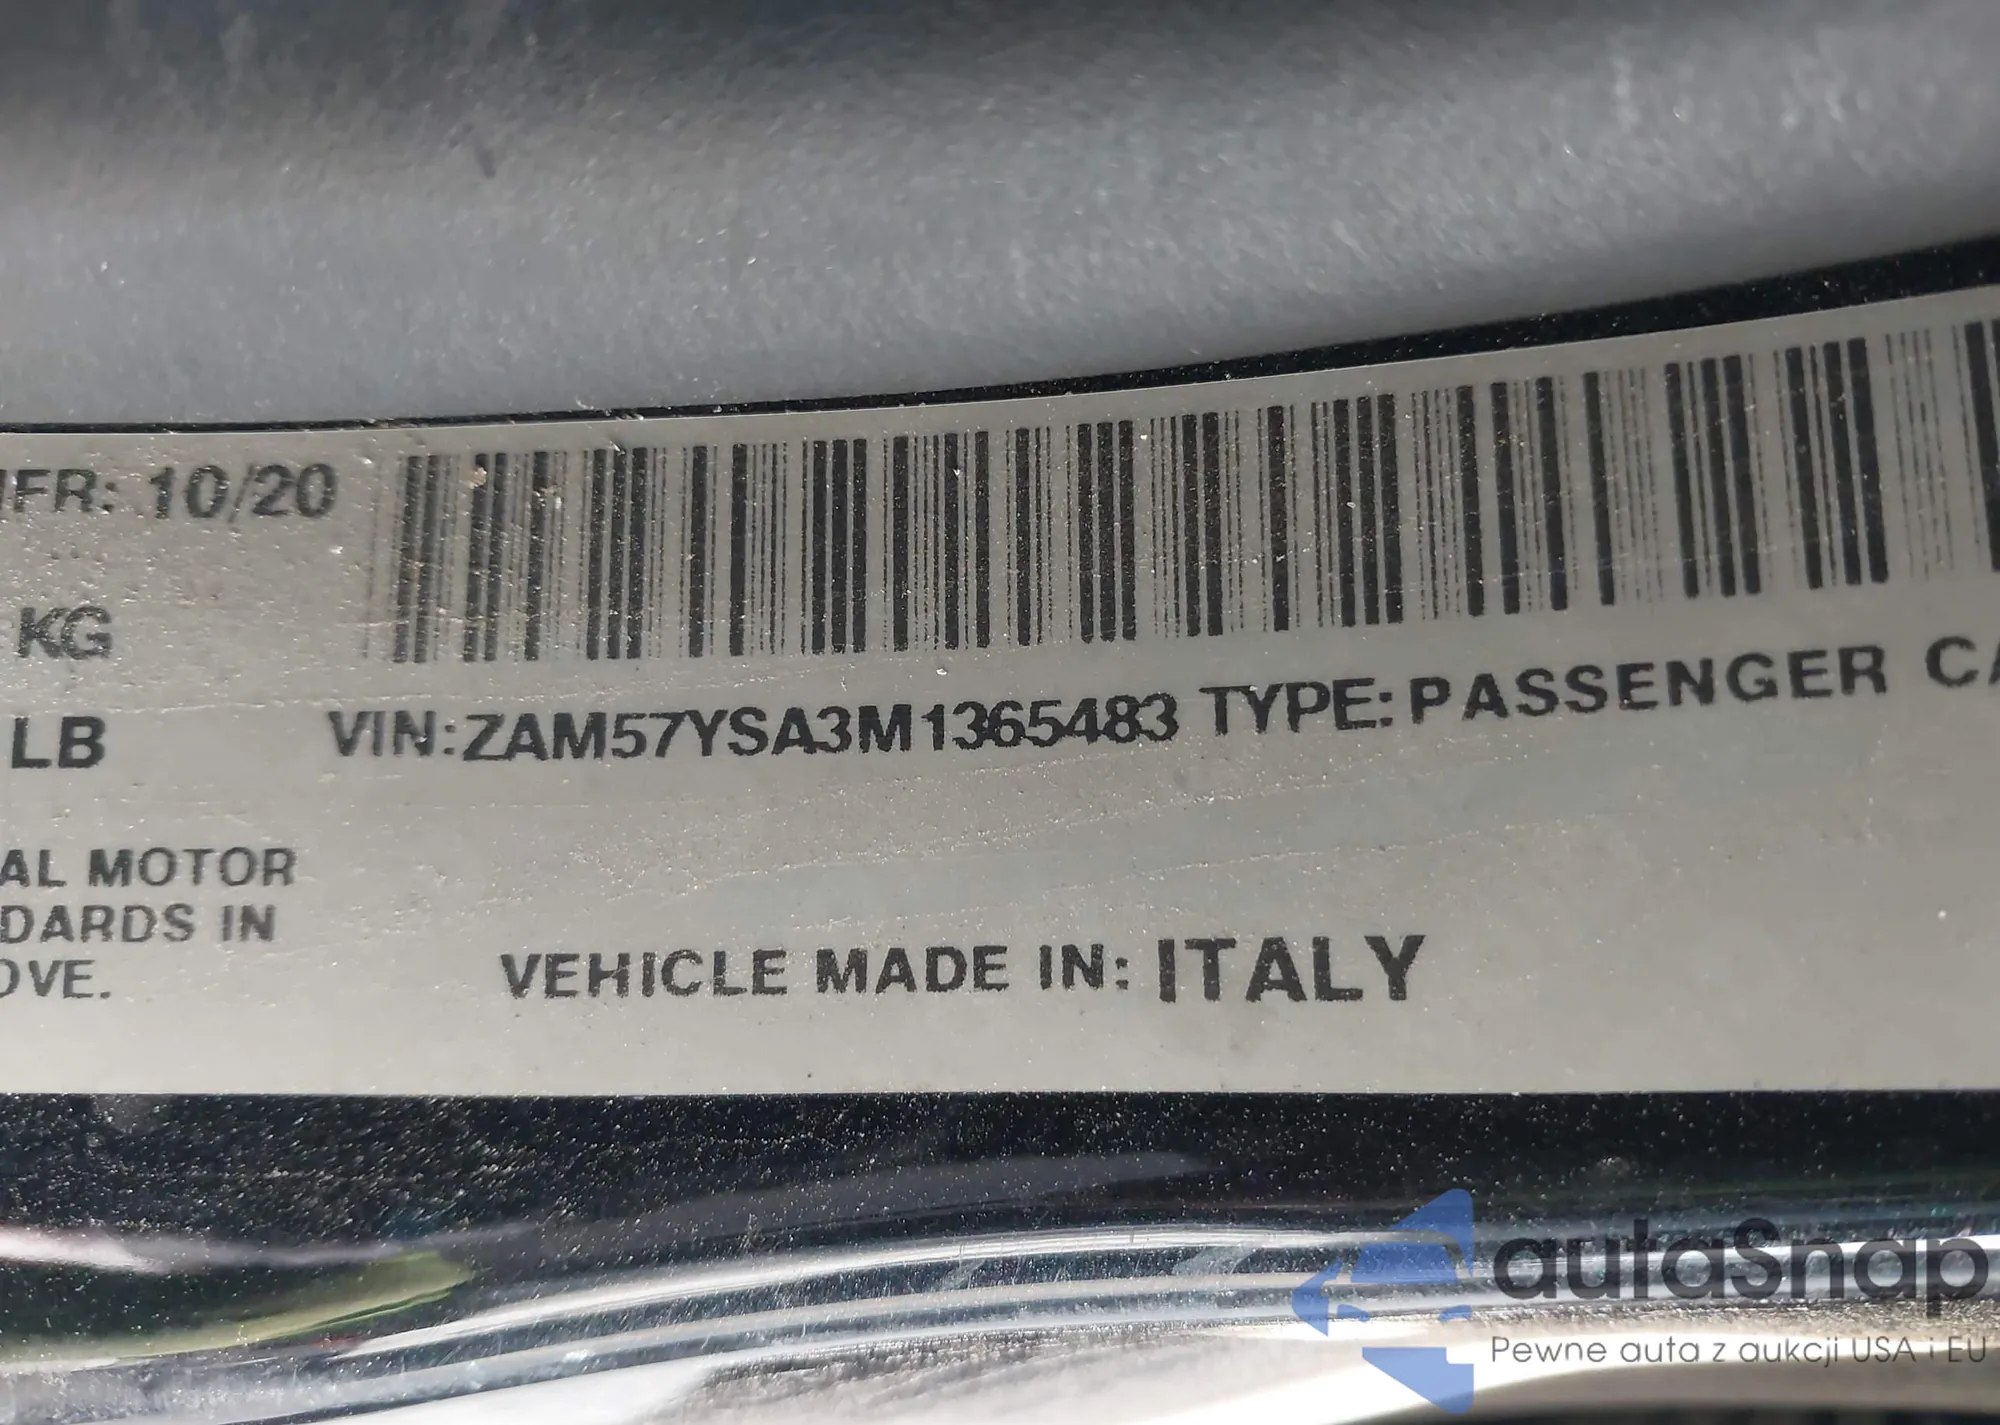 MFR: 10/20
KG
LB
VIN:ZAM57YSA3M1365483 TYPE:PASSENGER CA
AL MOTOR
DARDS IN
OVE.
VEHICLE MADE IN: ITALY
autaSnap
Pewne auta z aukcji USA i EU